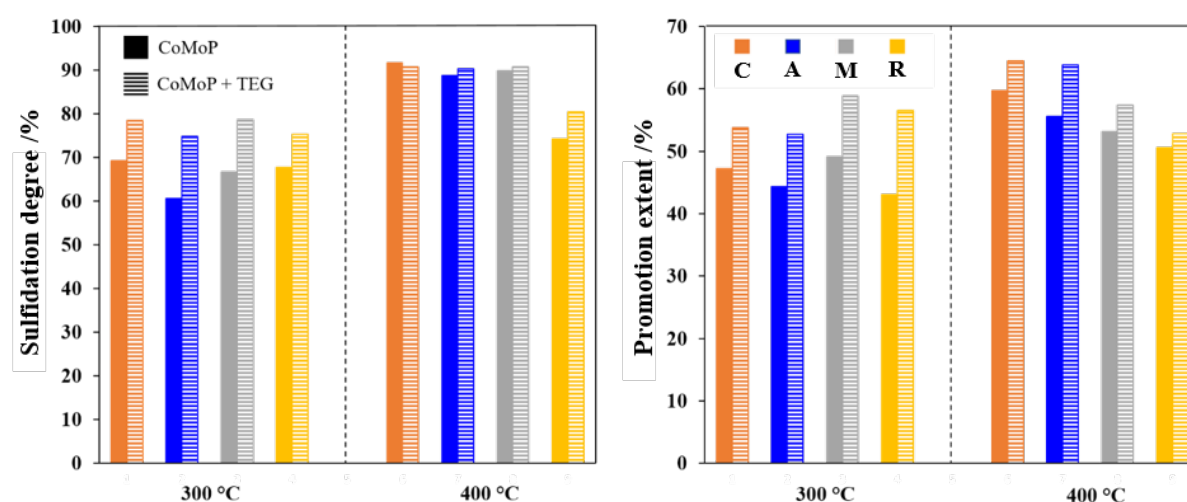 Sulfidation degree /%
100
90
80
70
60
50
40
30
20
10
0
CoMoP
CoMoP + TEG
300 °C
400 °C
Promotion extent /%
70
60
50
40
30
20
10
0
C A M R
300 °C
400 °C